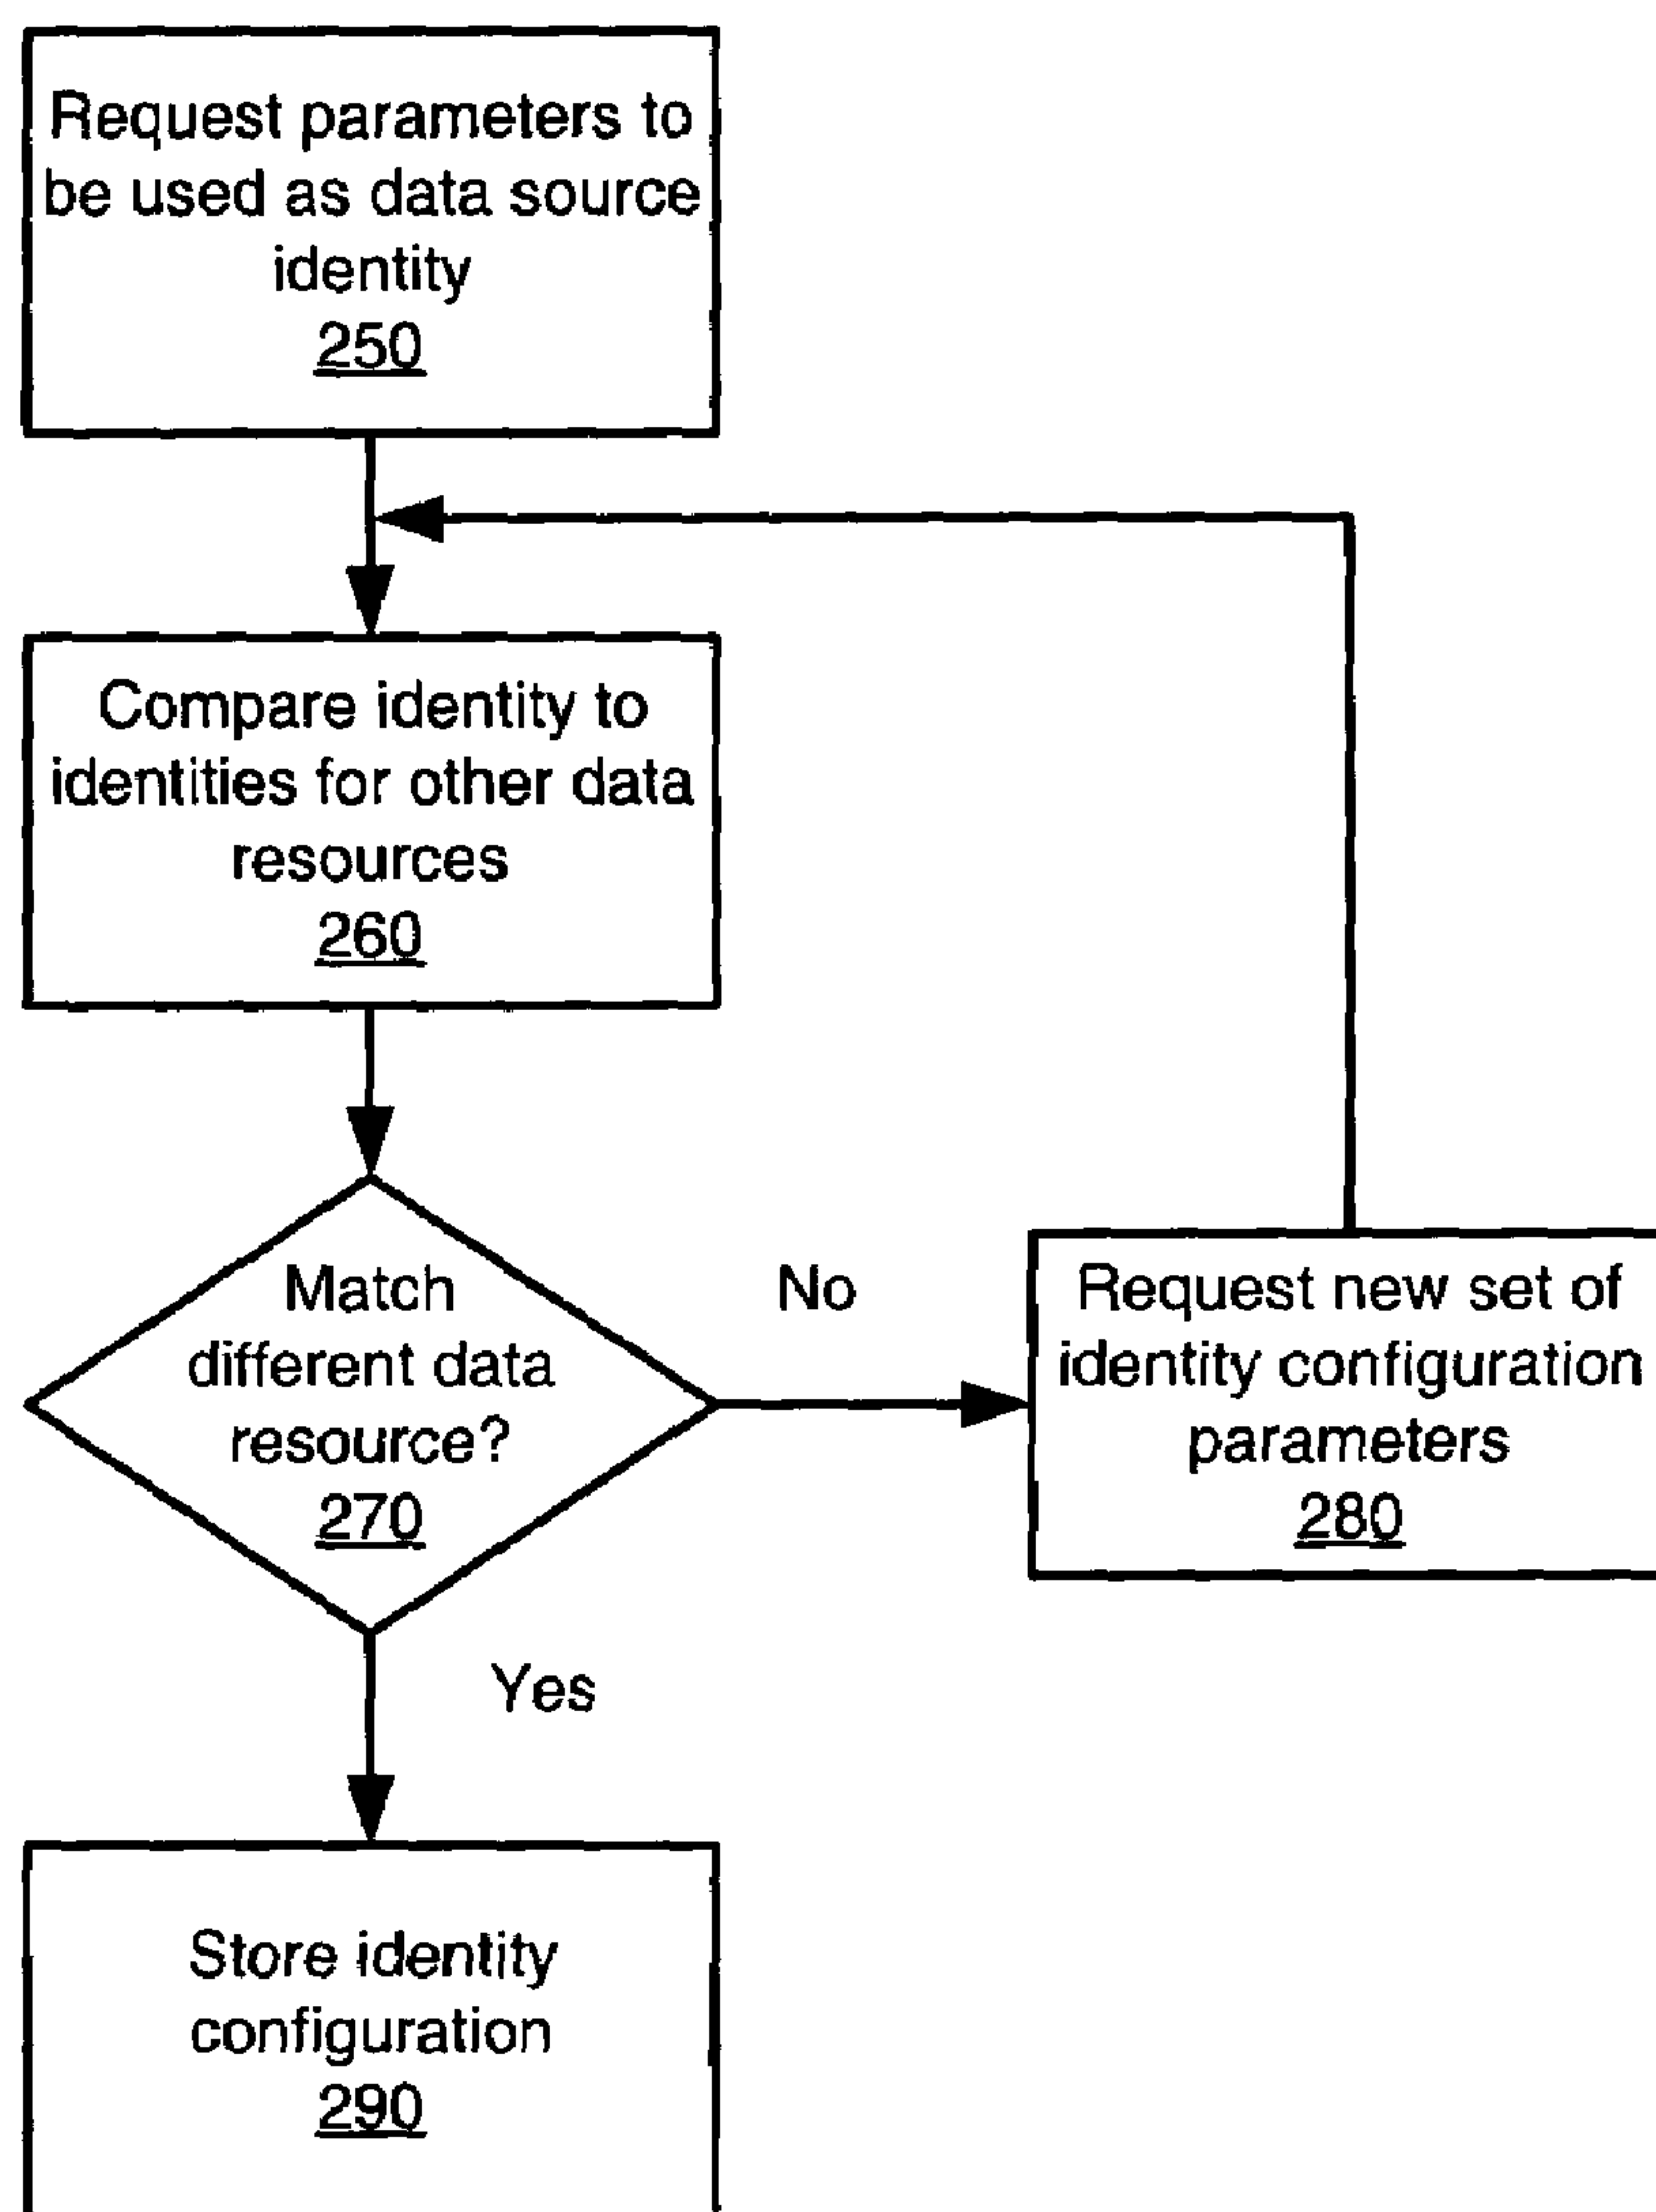 Request parameters to
be used as data source
identity
250
Compare identity to
identities for other data
resources
260
Match
different data
resource?
270
No
Request new set of
identity configuration
parameters
280
Yes
Store identity
configuration
290